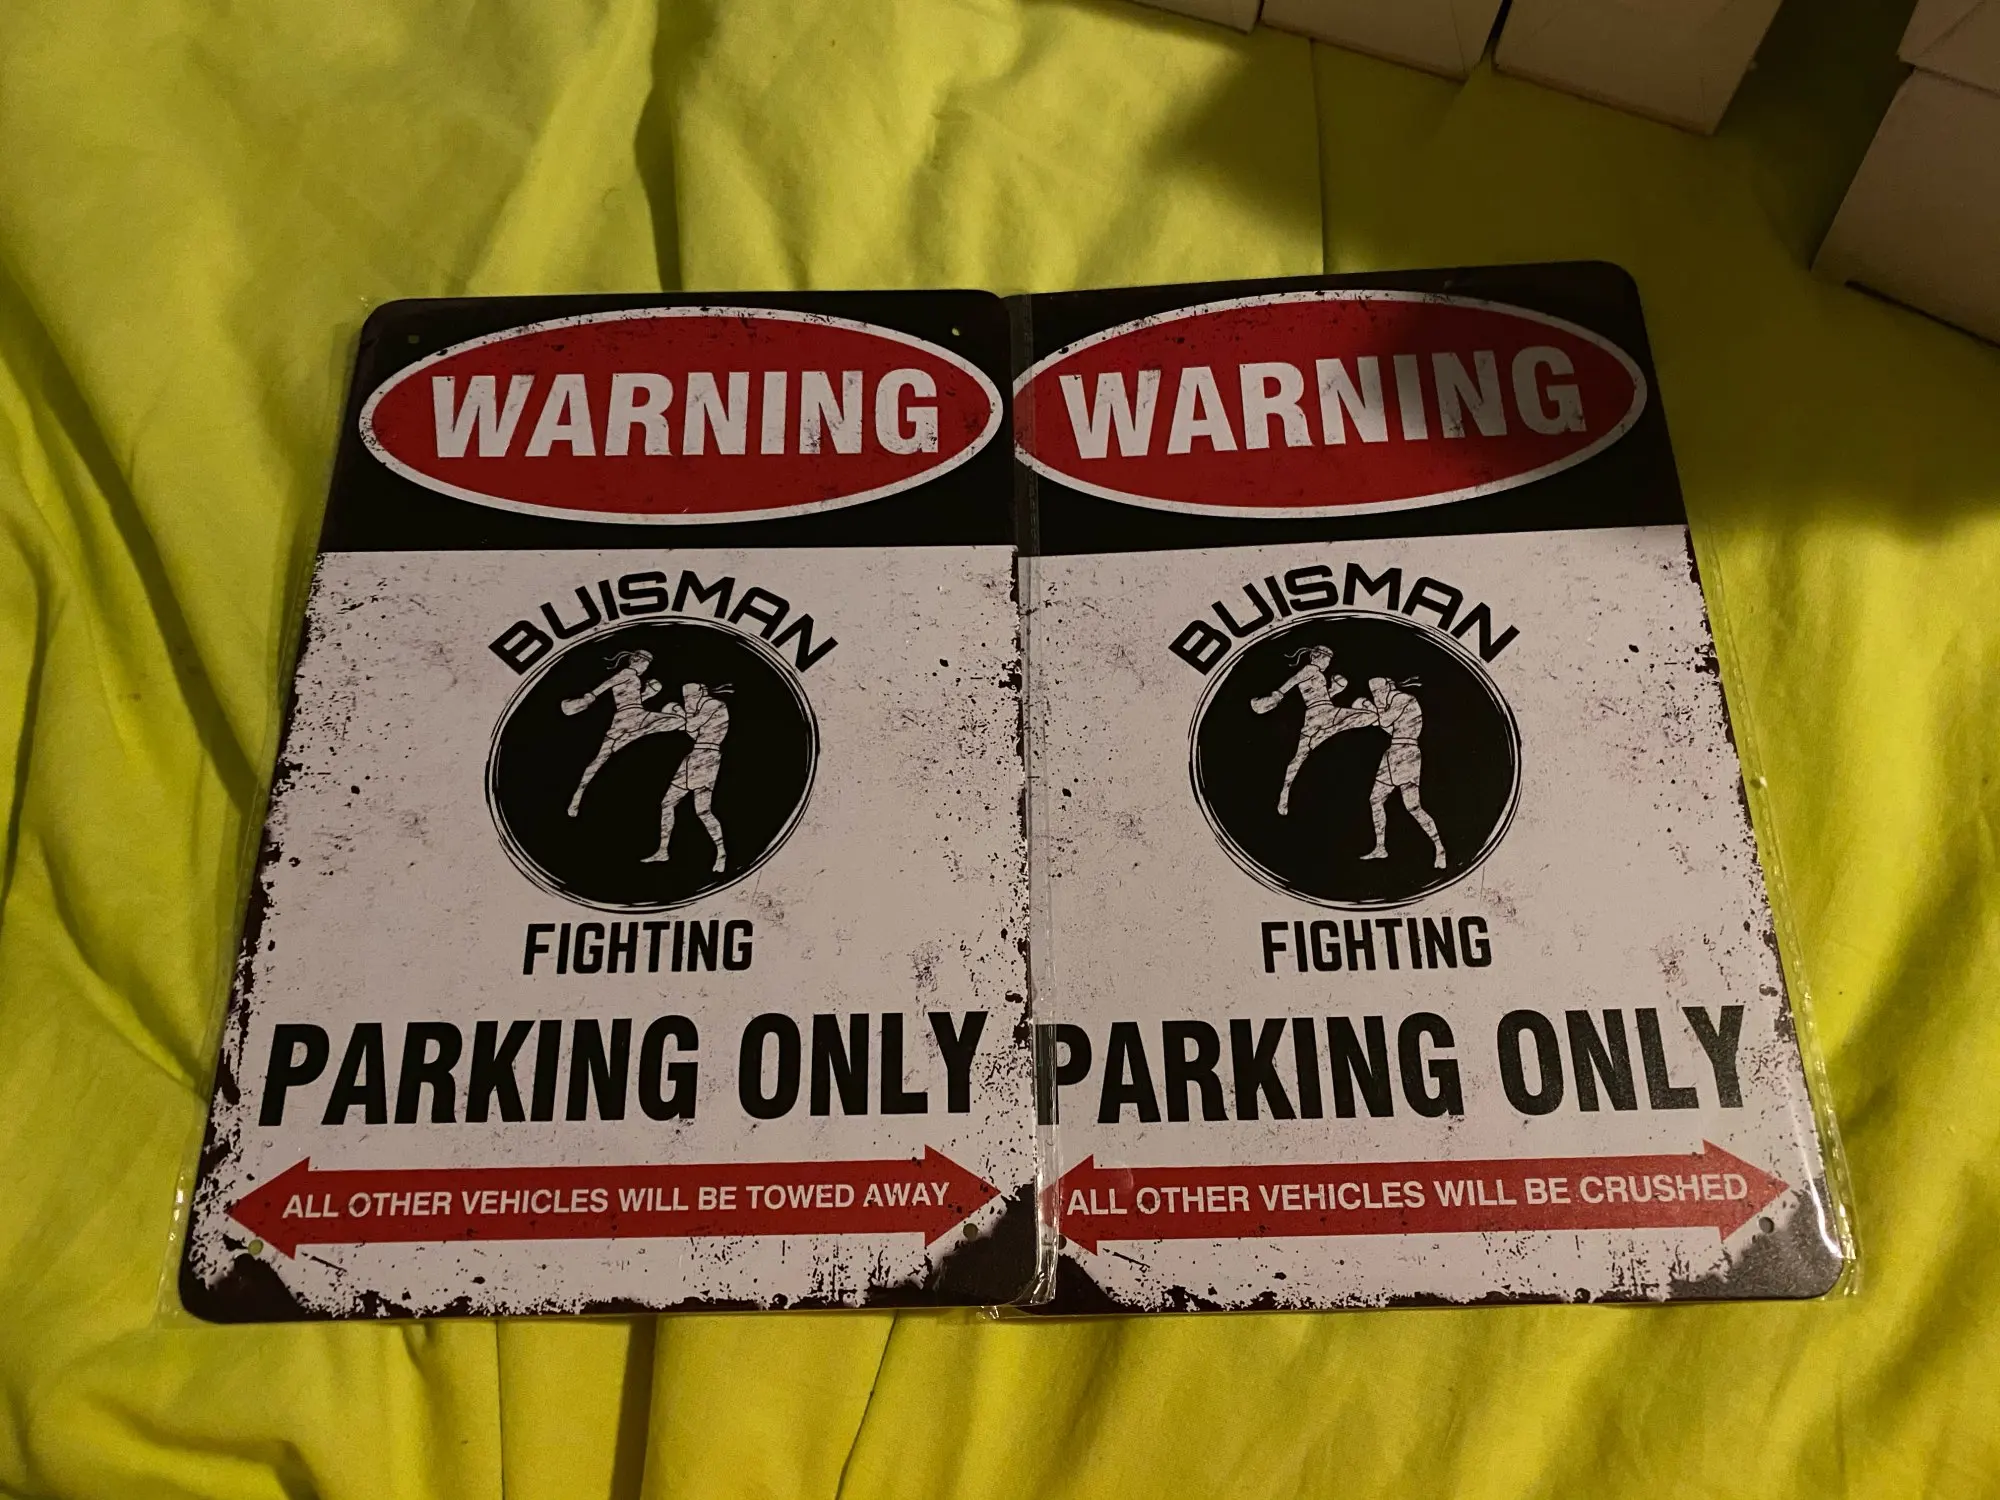 WARNING
BUISMAN
FIGHTING
PARKING ONLY
ALL OTHER VEHICLES WILL BE TOWED AWAY
WARNING
BUISMAN
FIGHTING
PARKING ONLY
ALL OTHER VEHICLES WILL BE CRUSHED